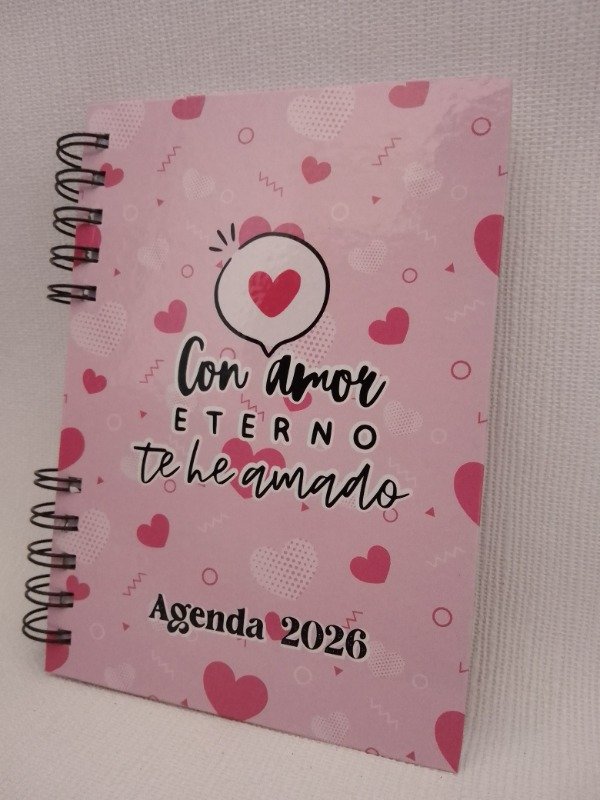 Con amor
ETERNO
te he amado
Agenda 2026